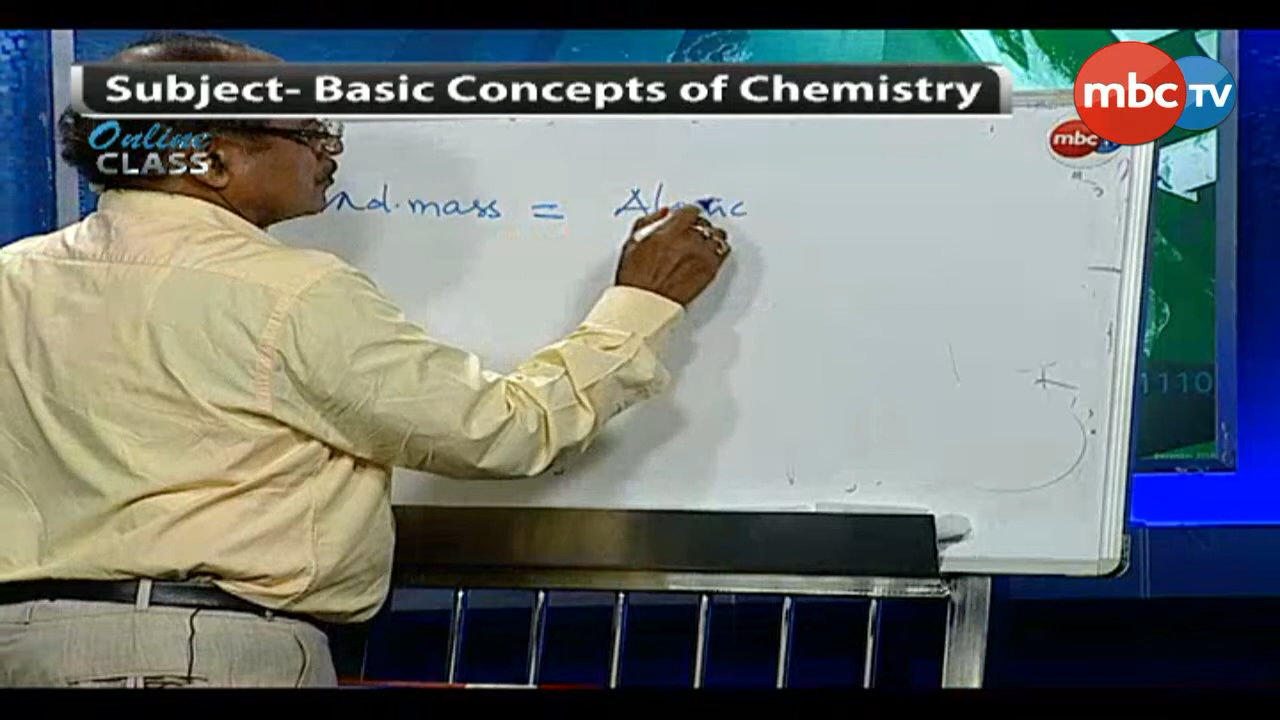 Subject- Basic Concepts of Chemistry
mbc TV
Online
CLASS
mbc
nd. mass =
1110